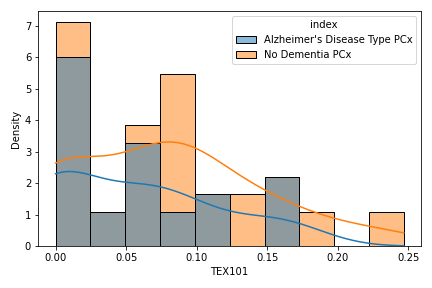 index
Alzheimer's Disease Type PCx
No Dementia PCx
Density
7
6
5
4
3
2
1
0
0.00 0.05 0.10 0.15 0.20 0.25
TEX101